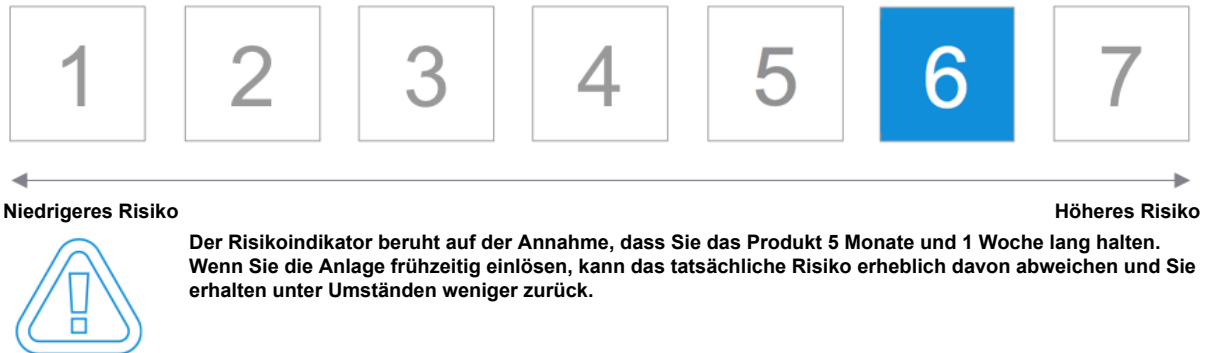 1 2 3 4 5 6 7
Niedrigeres Risiko Höheres Risiko
Der Risikoindikator beruht auf der Annahme, dass Sie das Produkt 5 Monate und 1 Woche lang halten.
Wenn Sie die Anlage frühzeitig einlösen, kann das tatsächliche Risiko erheblich davon abweichen und Sie
erhalten unter Umständen weniger zurück.